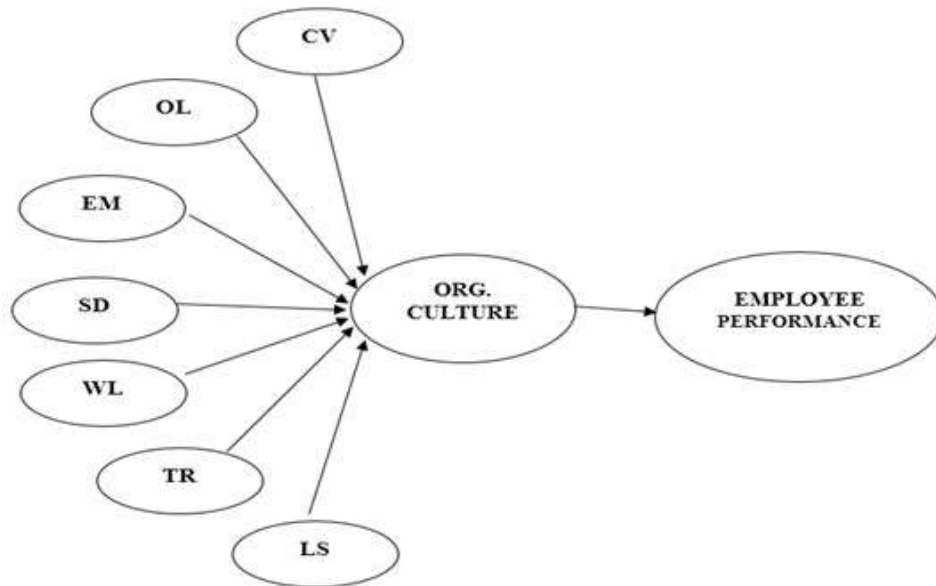 CV
OL
EM
SD
WL
TR
LS
ORG.
CULTURE
EMPLOYEE
PERFORMANCE